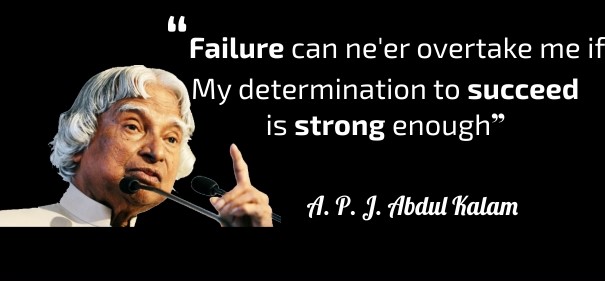 “Failure can ne'er overtake me if
My determination to succeed
is strong enough”
A. P. J. Abdul Kalam